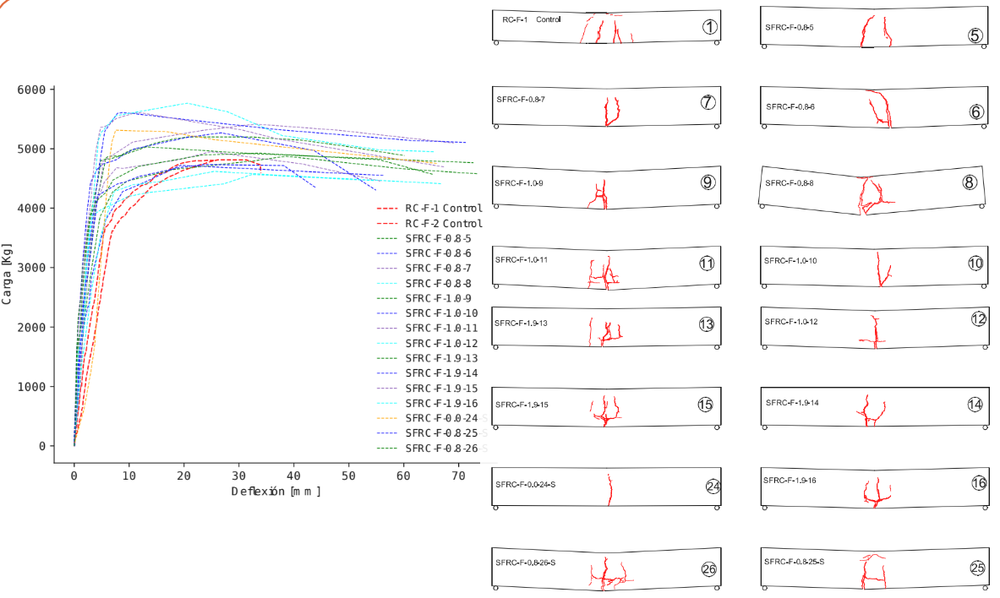 6000
5000
4000
3000
2000
1000
0
Carga [Kg]
0 10 20 30 40 50 60 70
Deflexión [mm]
RC-F-1 Control
RC-F-2 Control
SFRC-F-0.8-5
SFRC-F-0.8-6
SFRC-F-0.8-7
SFRC-F-0.8-8
SFRC-F-1.0-9
SFRC-F-1.0-10
SFRC-F-1.0-11
SFRC-F-1.0-12
SFRC-F-1.9-13
SFRC-F-1.9-14
SFRC-F-1.9-15
SFRC-F-1.9-16
SFRC-F-0.0-24-S
SFRC-F-0.8-25-S
SFRC-F-0.8-26-S
RC-F-1 Control 1
SFRC-F-0.8-5 5
SFRC-F-0.8-7 7
SFRC-F-0.8-6 6
SFRC-F-1.0-9 9
SFRC-F-0.8-8 8
SFRC-F-1.0-11 11
SFRC-F-1.0-10 10
SFRC-F-1.9-13 13
SFRC-F-1.0-12 12
SFRC-F-1.9-15 15
SFRC-F-1.9-14 14
SFRC-F-0.0-24-S 24
SFRC-F-1.9-16 16
SFRC-F-0.8-26-S 26
SFRC-F-0.8-25-S 25